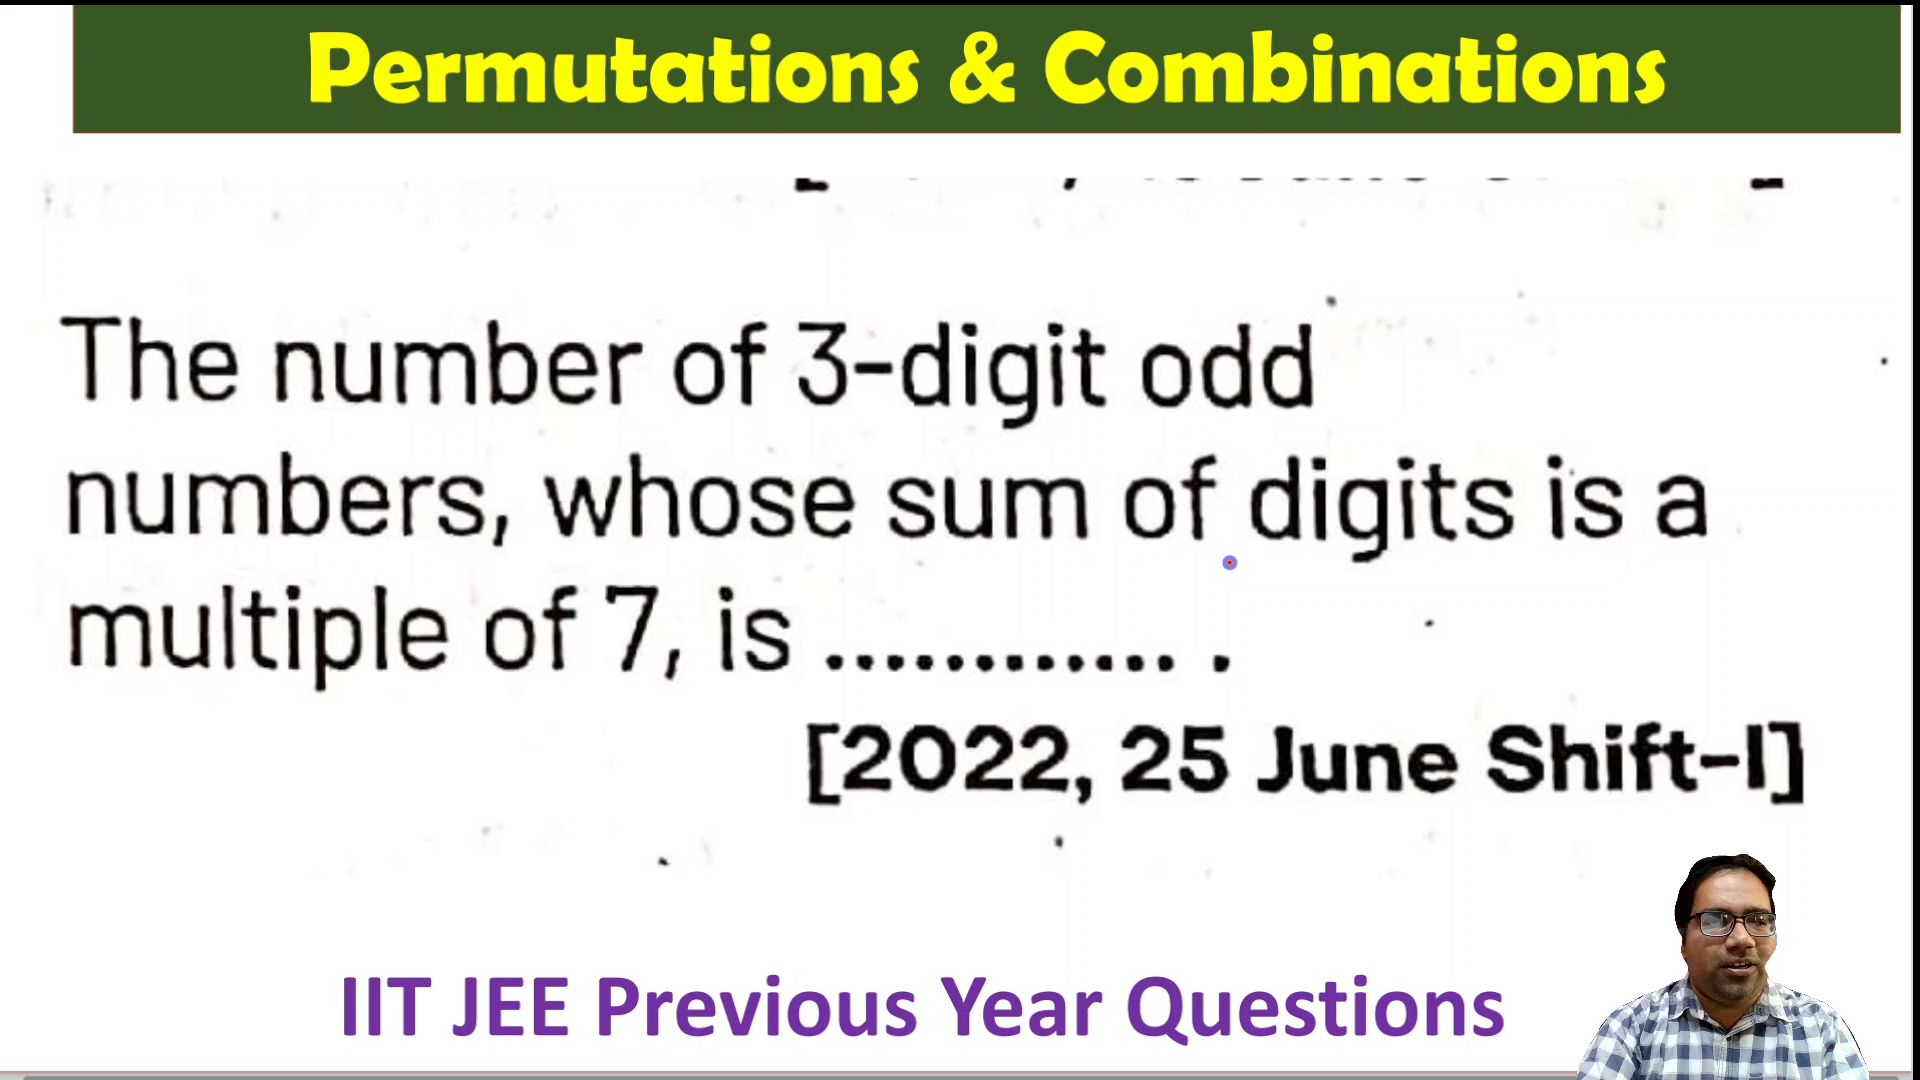 Permutations & Combinations
The number of 3-digit odd
numbers, whose sum of digits is a
multiple of 7, is ............ .
[2022, 25 June Shift-I]
IIT JEE Previous Year Questions